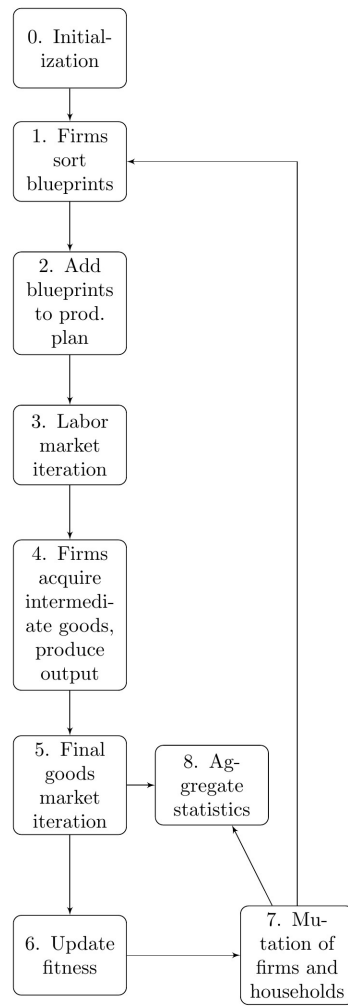 0. Initial-
ization
1. Firms
sort
blueprints
2. Add
blueprints
to prod.
plan
3. Labor
market
iteration
4. Firms
acquire
intermedi-
ate goods,
produce
output
5. Final
goods
market
iteration
8. Ag-
gregate
statistics
6. Update
fitness
7. Mu-
tation of
firms and
households